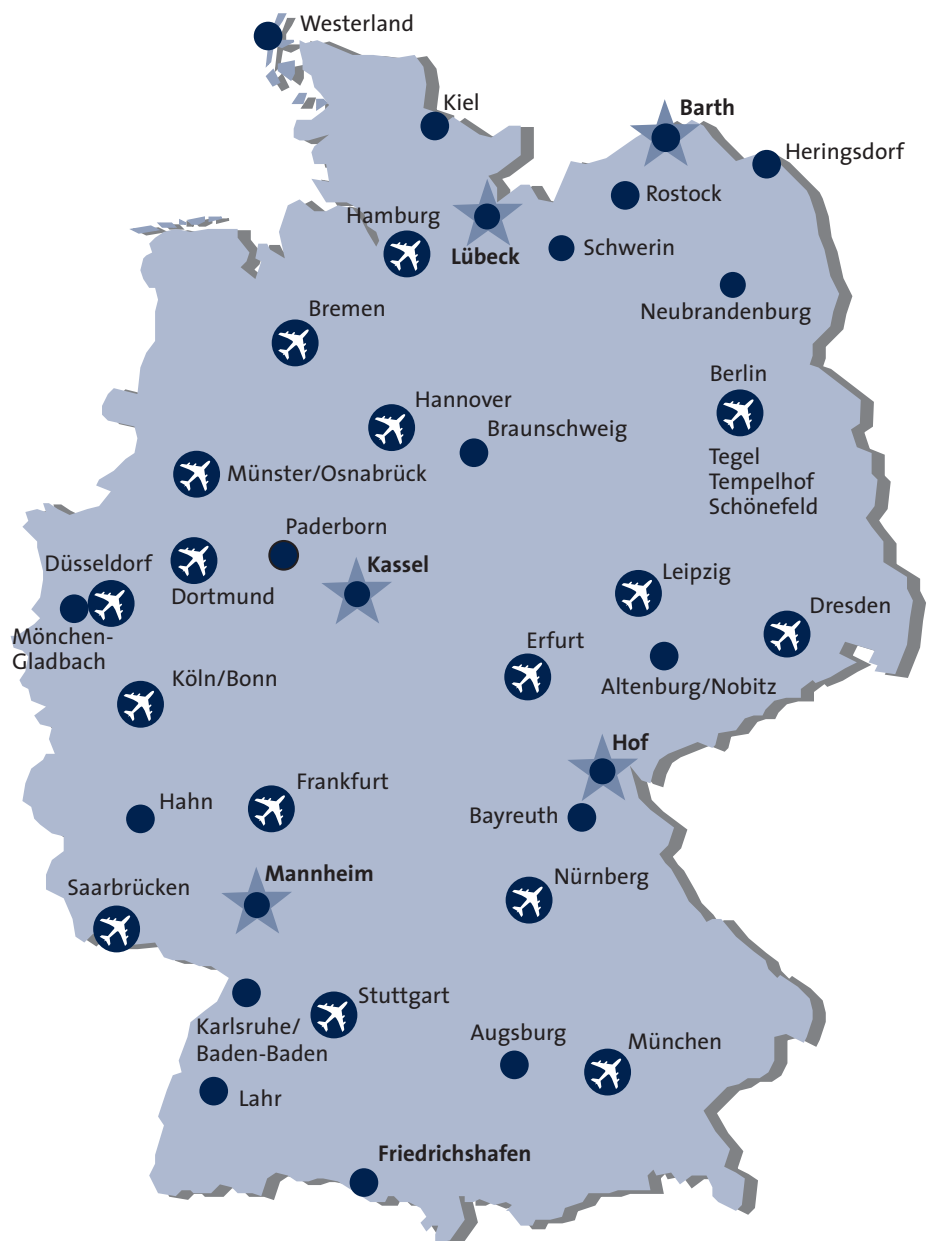 Westerland
Kiel
Barth
Heringsdorf
Rostock
Hamburg
Lübeck
Schwerin
Neubrandenburg
Bremen
Berlin
Tegel
Tempelhof
Schönefeld
Hannover
Braunschweig
Münster/Osnabrück
Paderborn
Düsseldorf
Dortmund
Kassel
Leipzig
Dresden
Mönchen-
Gladbach
Erfurt
Altenburg/Nobitz
Köln/Bonn
Hof
Frankfurt
Hahn
Bayreuth
Mannheim
Saarbrücken
Nürnberg
Stuttgart
Karlsruhe/
Baden-Baden
Augsburg
München
Lahr
Friedrichshafen